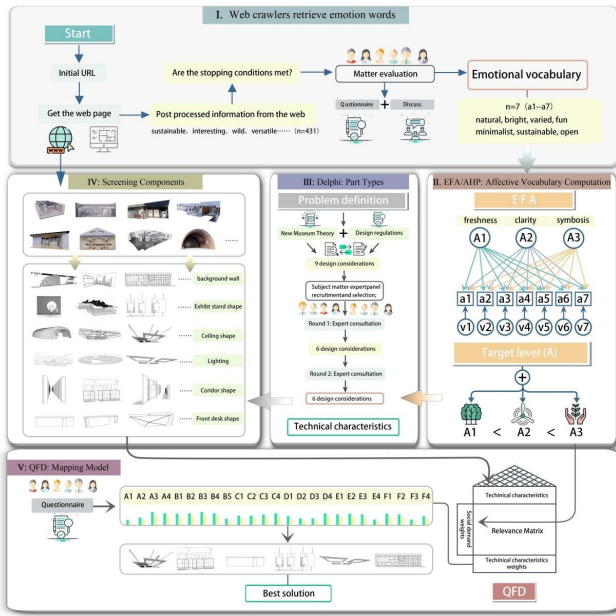 I. Web crawlers retrieve emotion words
Start
Initial URL
Get the web page
WWW
Are the stopping conditions met?
Post processed information from the web
sustainable, interesting, wild, versatile······ (n=431)
Matter evaluation
Qustionnaire
+
Discuss
Emotional vocabulary
n=7 (a1--a7)
natural, bright, varied, fun
minimalist, sustainable, open
IV: Screening Components
······
background wall
Exhibt stand shape
Ceiling shape
Lighting
Coridor shape
Front desk shape
III: Delphi: Part Types
Problem definition
New Museum Theory
+
Design regulations
9 design considerations
Subject matter expertpanel
recruitmentand selection;
Round 1: Expert consultation
6 design considerations
Round 2: Expert consultation
6 design considerations
Technical characteristics
II. EFA/AHP: Affective Vocabulary Computation
E F A
freshness clarity symbosis
A1 A2 A3
a1 a2 a3 a4 a5 a6 a7
v1 v2 v3 v4 v5 v6 v7
Target level (A)
+
A1 < A2 < A3
V: QFD: Mapping Model
Questionnaire
A1 A2 A3 A4 B1 B2 B3 B4 B5 C1 C2 C3 C4 D1 D2 D3 D4 E1 E2 E3 E4 F1 F2 F3 F4
Best solution
Techinical characteristics
Social demand
weights
Relevance Matrix
Techinical characteristics
weights
QFD